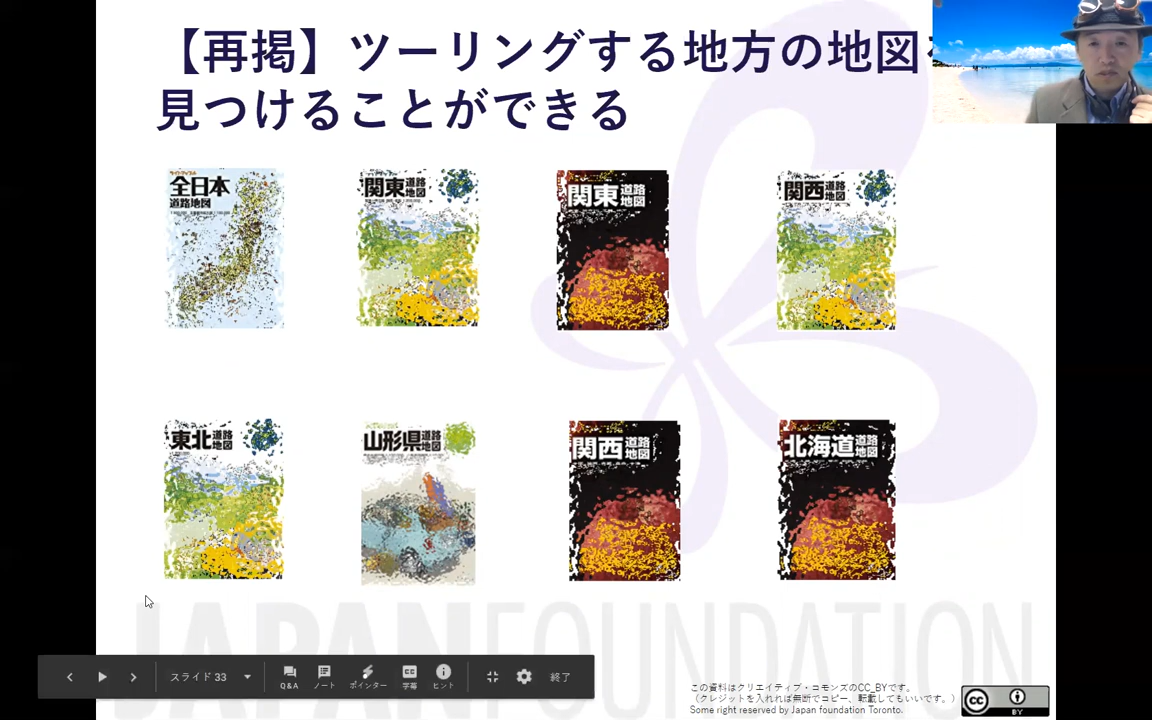 【再掲】ツーリングする地方の地図を
見つけることができる
全日本
道路地図
関東道路地図
関東道路地図
関西道路地図
東北道路地図
山形県道路地図
関西道路地図
北海道道路地図
JAPANFOUNDATION
スライド 33
Q&A
ノート
ポインター
字幕
ヒント
終了
この資料はクリエイティブ・コモンズのCC_BYです。
（クレジットを入れれば無断でコピー、転載してもいいです。）
Some right reserved by Japan foundation Toronto.
cc
BY